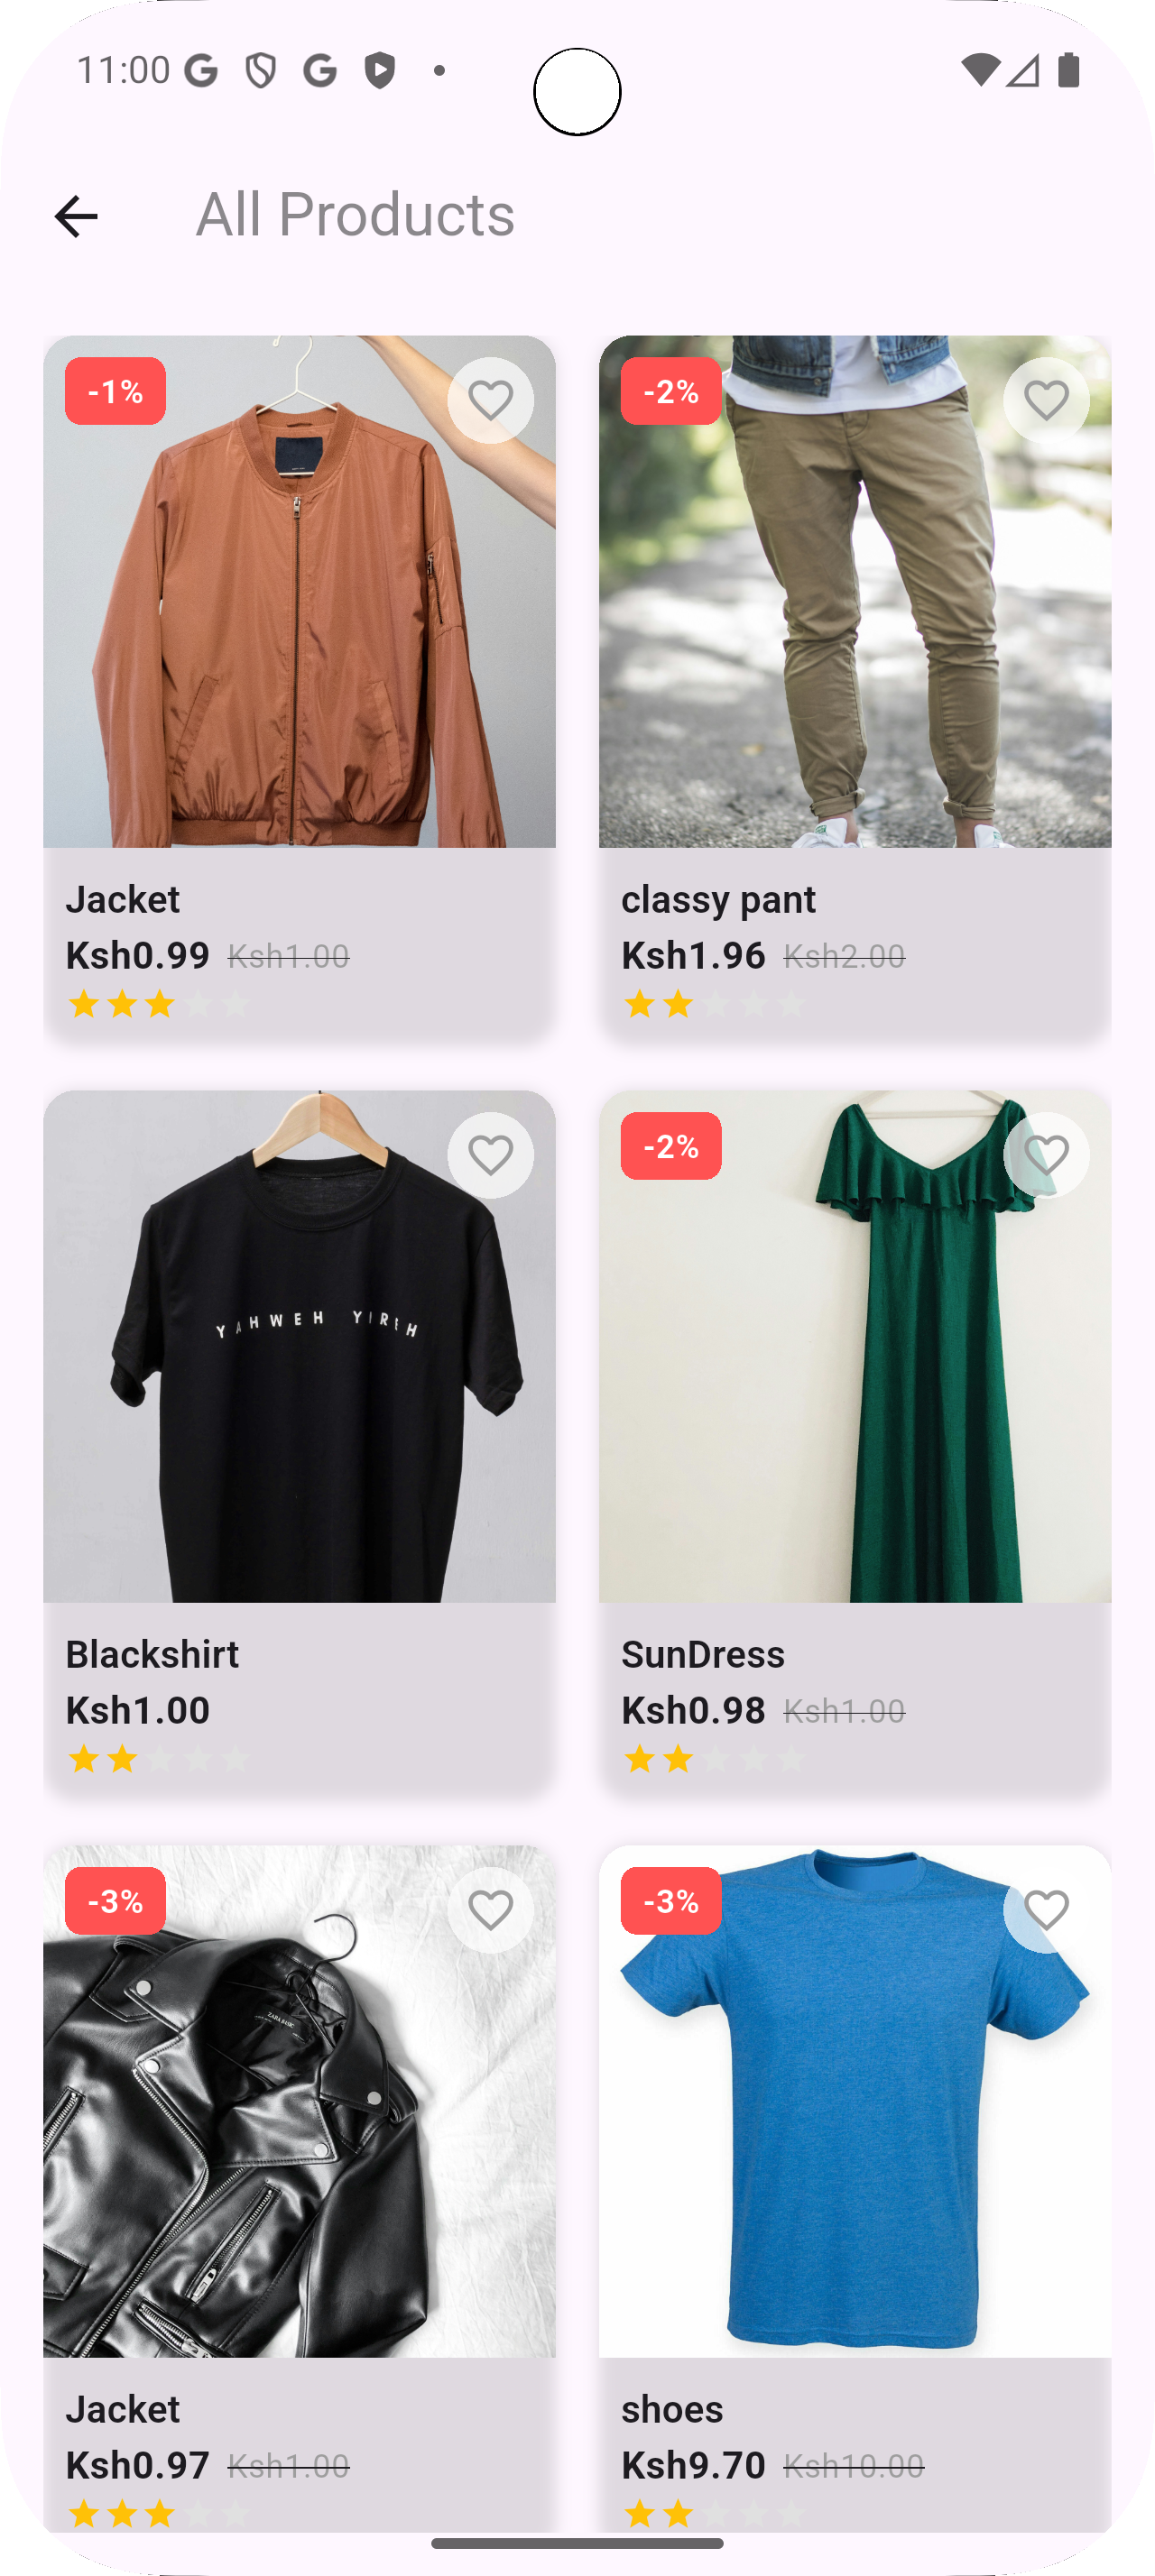 11:00
All Products
-1%
-2%
Jacket
Ksh0.99 Ksh1.00
classy pant
Ksh1.96 Ksh2.00
-2%
YAHWEH YIREH
Blackshirt
Ksh1.00
SunDress
Ksh0.98 Ksh1.00
-3%
-3%
ZARA BASIC
Jacket
Ksh0.97 Ksh1.00
shoes
Ksh9.70 Ksh10.00